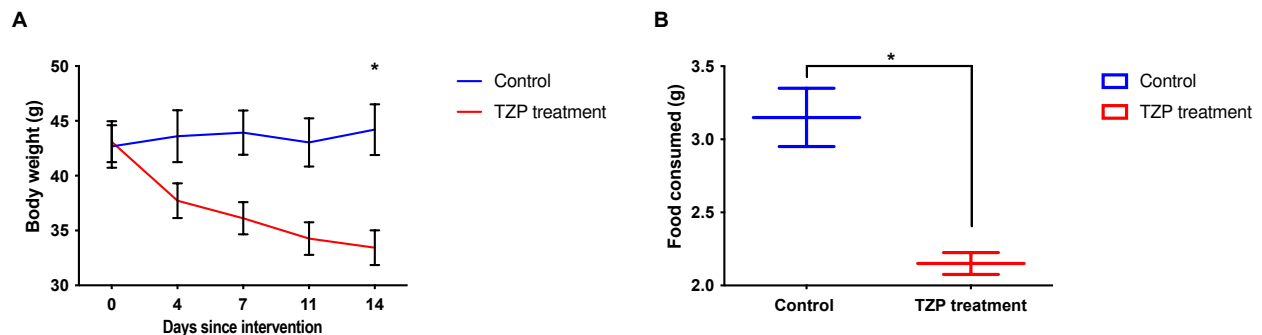 A
50
45
40
35
30
Body weight (g)
0 4 7 11 14
Days since intervention
*
Control
TZP treatment
B
3.5
3.0
2.5
2.0
Food consumed (g)
*
Control TZP treatment
Control
TZP treatment